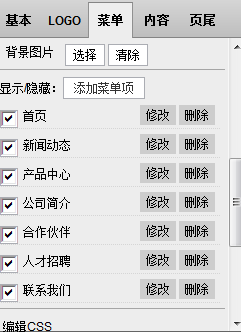 基本 LOGO 菜单 内容 页尾
背景图片 选择 清除
显示/隐藏: 添加菜单项
首页 修改 删除
新闻动态 修改 删除
产品中心 修改 删除
公司简介 修改 删除
合作伙伴 修改 删除
人才招聘 修改 删除
联系我们 修改 删除
编辑CSS